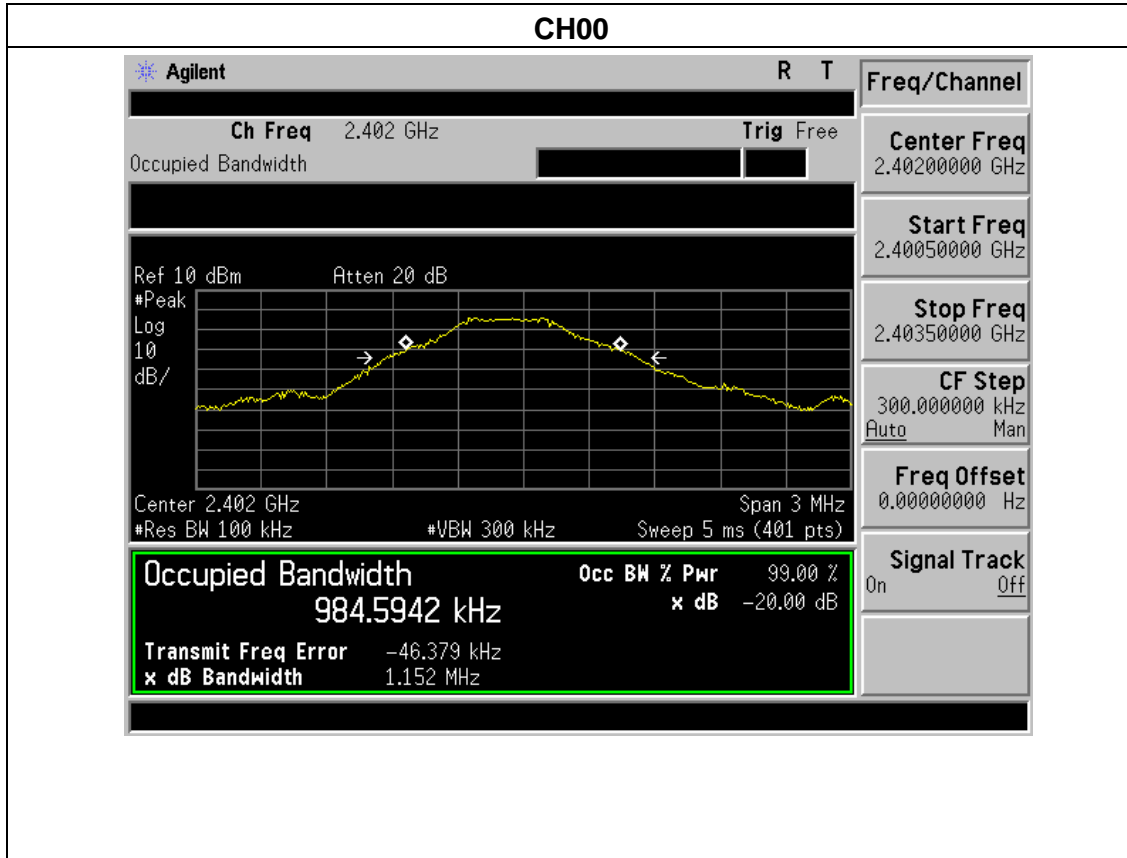 CH00
Agilent R T
Ch Freq 2.402 GHz Trig Free
Occupied Bandwidth
Ref 10 dBm Atten 20 dB
#Peak
Log
10
dB/
Center 2.402 GHz Span 3 MHz
#Res BW 100 kHz #VBW 300 kHz Sweep 5 ms (401 pts)
Occupied Bandwidth Occ BW % Pwr 99.00 %
984.5942 kHz x dB -20.00 dB
Transmit Freq Error -46.379 kHz
x dB Bandwidth 1.152 MHz
Freq/Channel
Center Freq
2.40200000 GHz
Start Freq
2.40050000 GHz
Stop Freq
2.40350000 GHz
CF Step
300.000000 kHz
Auto Man
Freq Offset
0.00000000 Hz
Signal Track
On Off